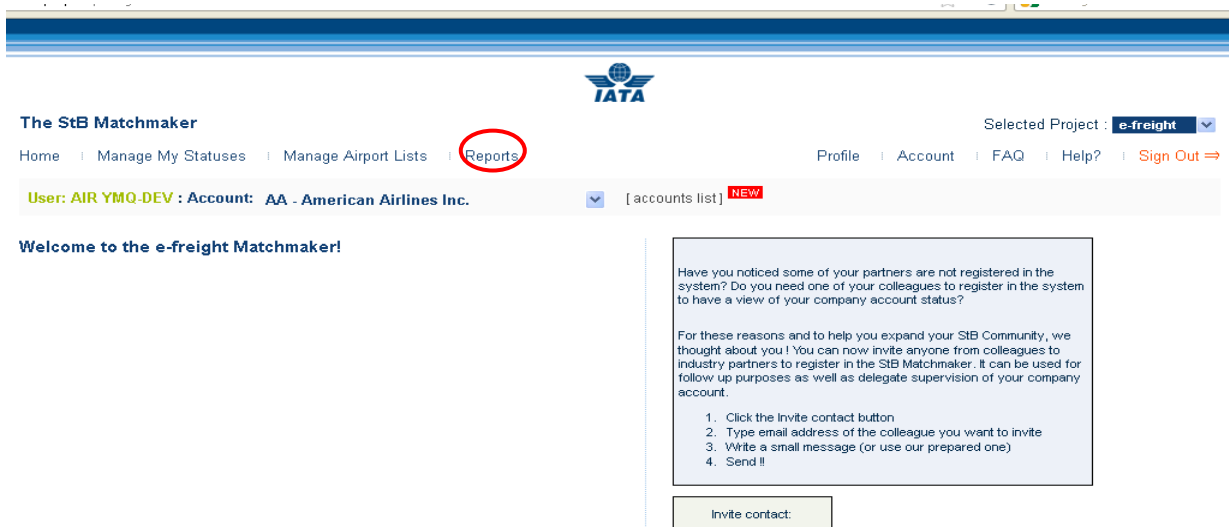 IATA
The StB Matchmaker
Selected Project : e-freight
Home Manage My Statuses Manage Airport Lists Reports
Profile Account FAQ Help? Sign Out ⇒
User: AIR YMQ-DEV : Account: AA - American Airlines Inc. [ accounts list ] NEW
Welcome to the e-freight Matchmaker!
Have you noticed some of your partners are not registered in the
system? Do you need one of your colleagues to register in the system
to have a view of your company account status?
For these reasons and to help you expand your StB Community, we
thought about you ! You can now invite anyone from colleagues to
industry partners to register in the StB Matchmaker. It can be used for
follow up purposes as well as delegate supervision of your company
account.
1. Click the Invite contact button
2. Type email address of the colleague you want to invite
3. Write a small message (or use our prepared one)
4. Send !!
Invite contact: